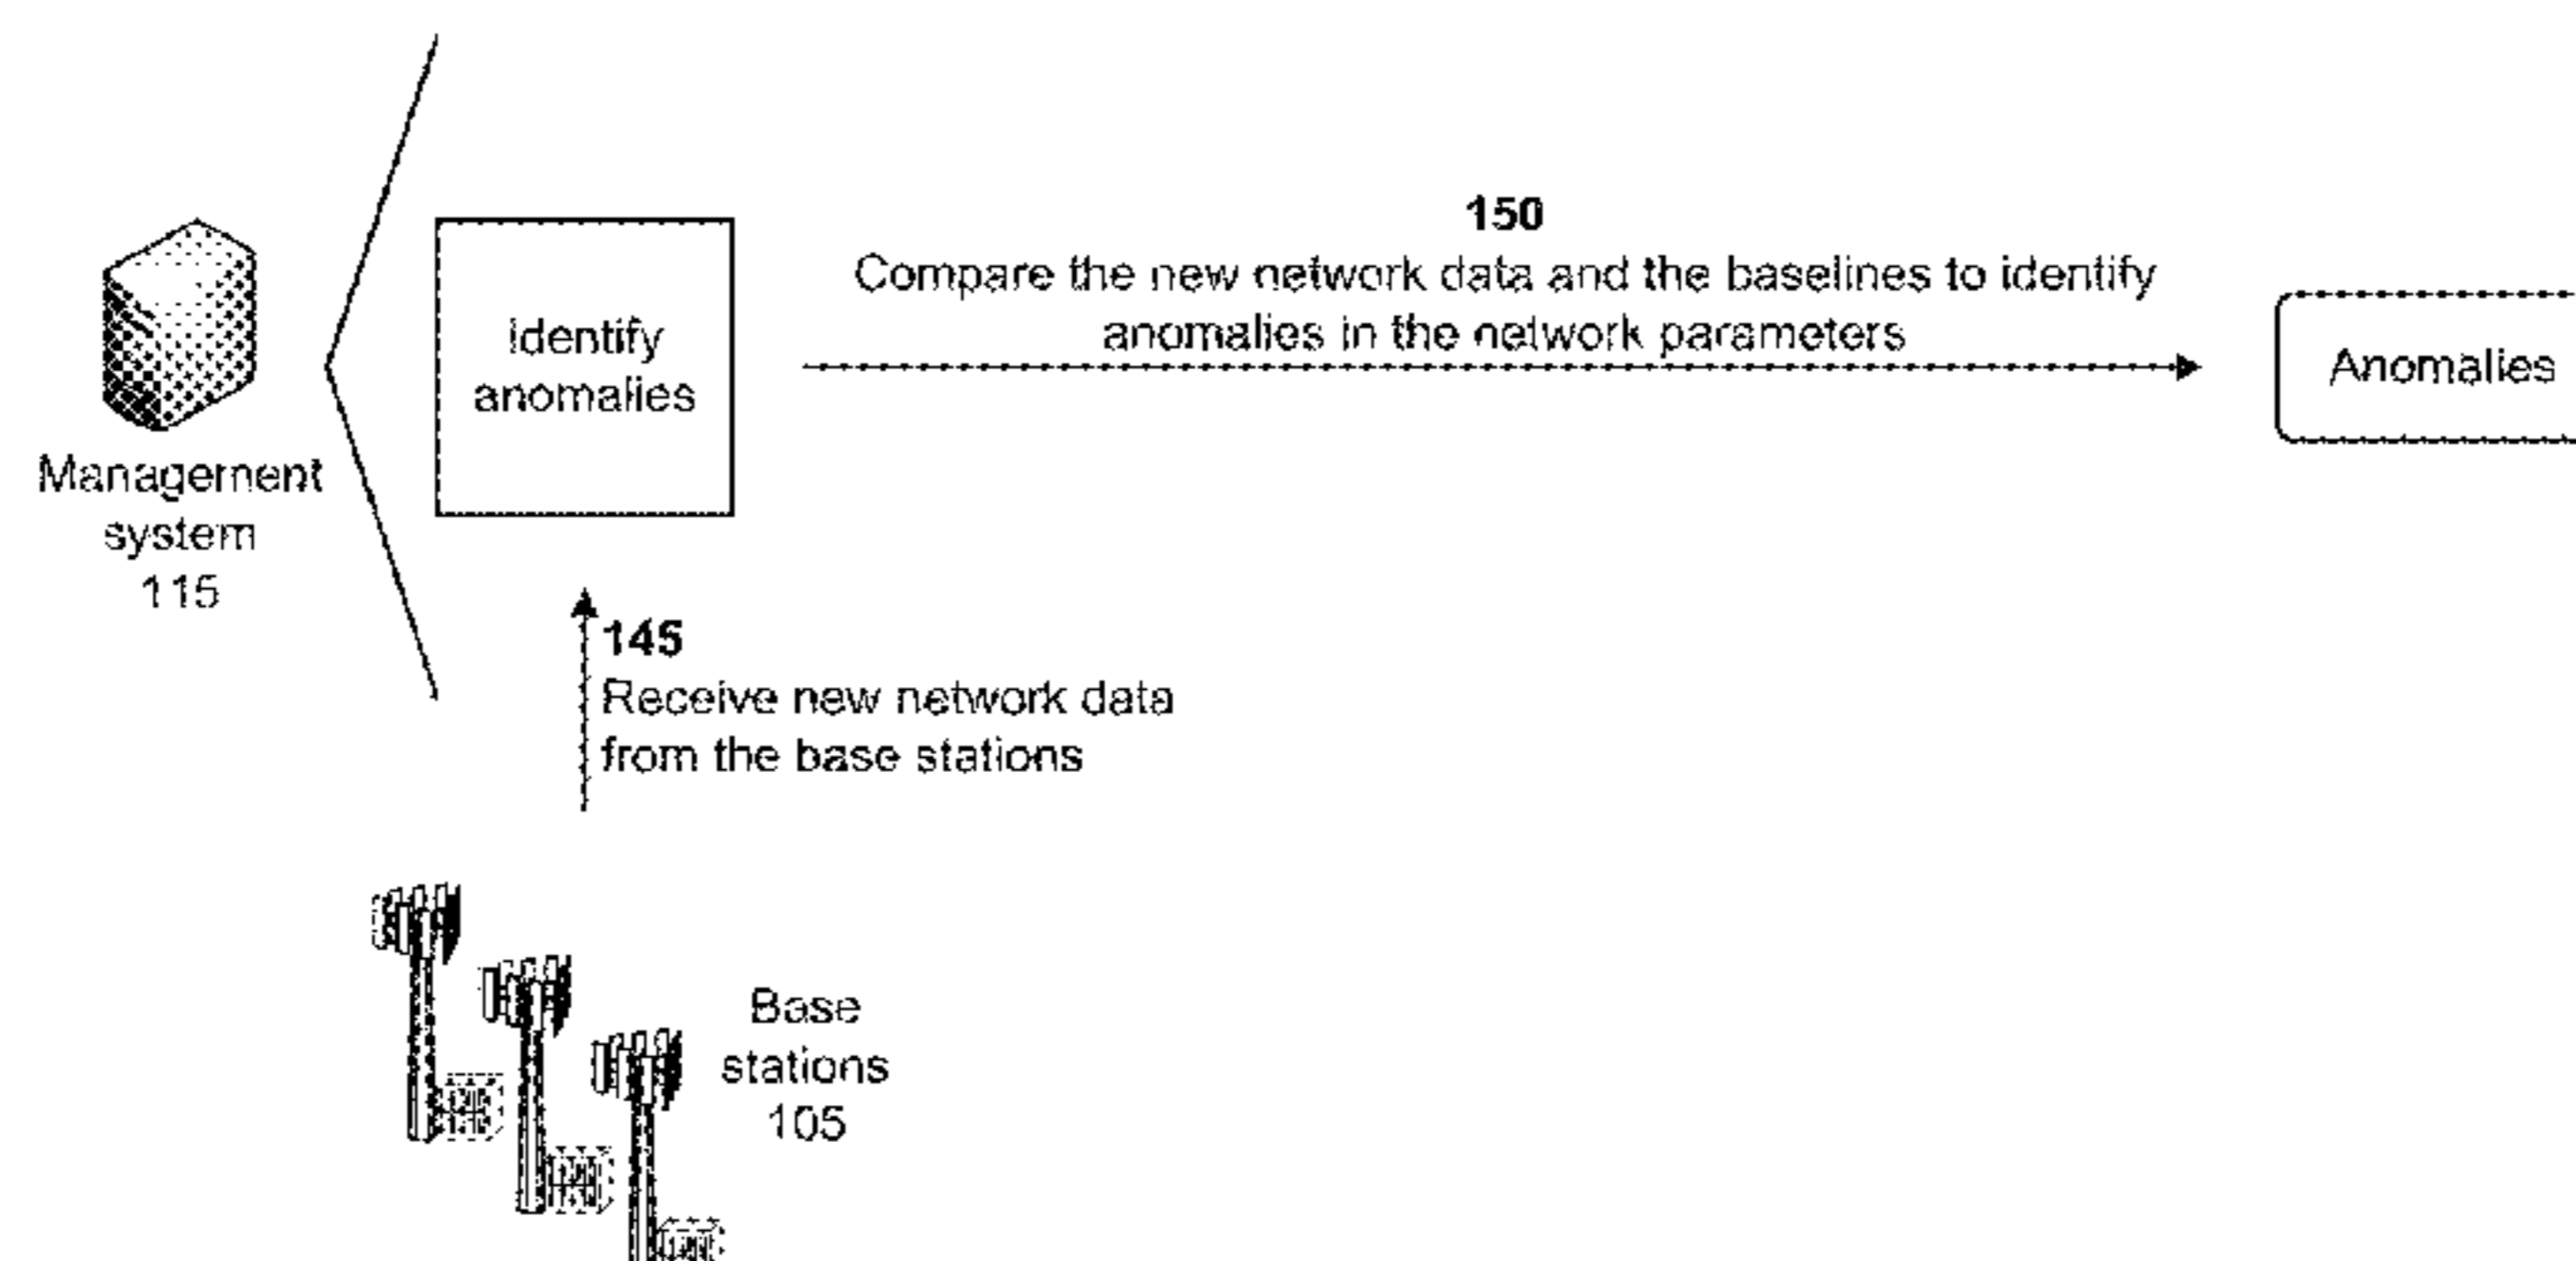 150
Compare the new network data and the baselines to identify
anomalies in the network parameters
Identify
anomalies
Anomalies
Management
system
115
145
Receive new network data
from the base stations
Base
stations
105